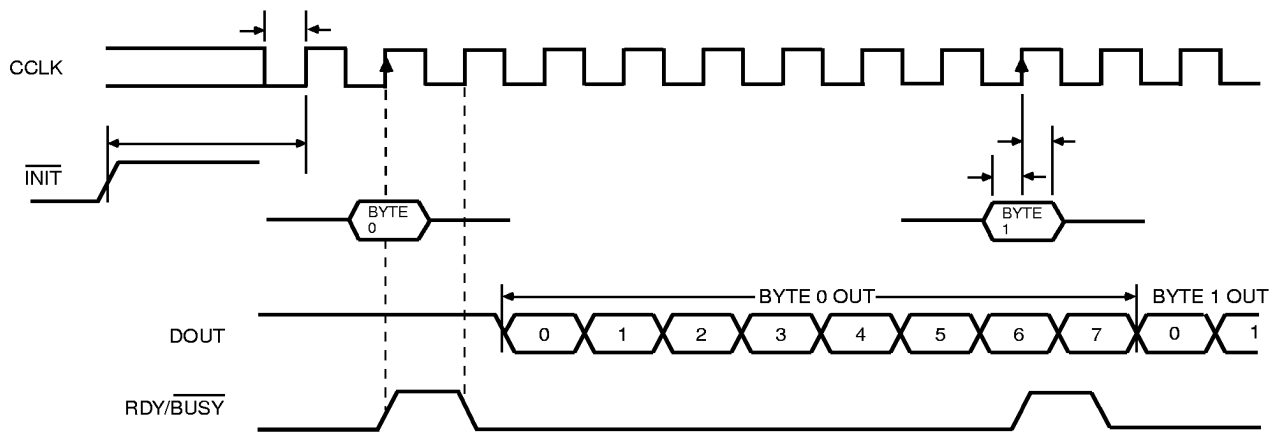 CCLK
INIT
BYTE
0
BYTE
1
BYTE 0 OUT
BYTE 1 OUT
DOUT
0 1 2 3 4 5 6 7 0 1
RDY/BUSY